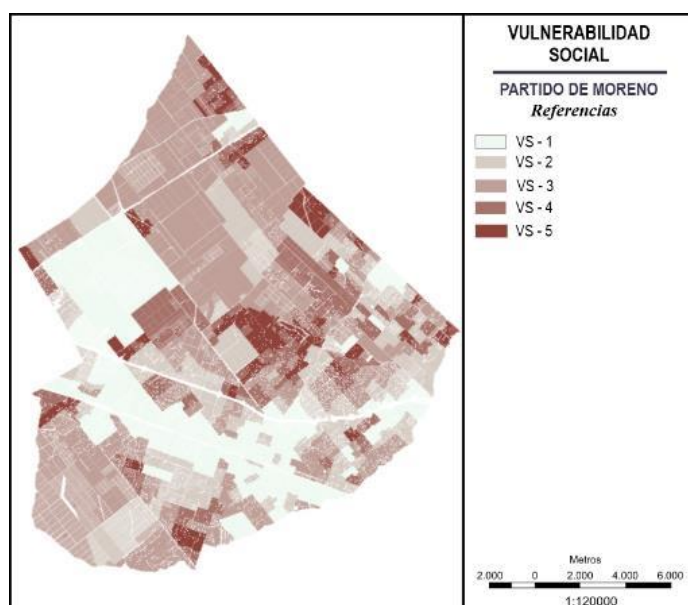 VULNERABILIDAD
SOCIAL
PARTIDO DE MORENO
Referencias
VS - 1
VS - 2
VS - 3
VS - 4
VS - 5
Metros
2.000 0 2.000 4.000 6.000
1:120000